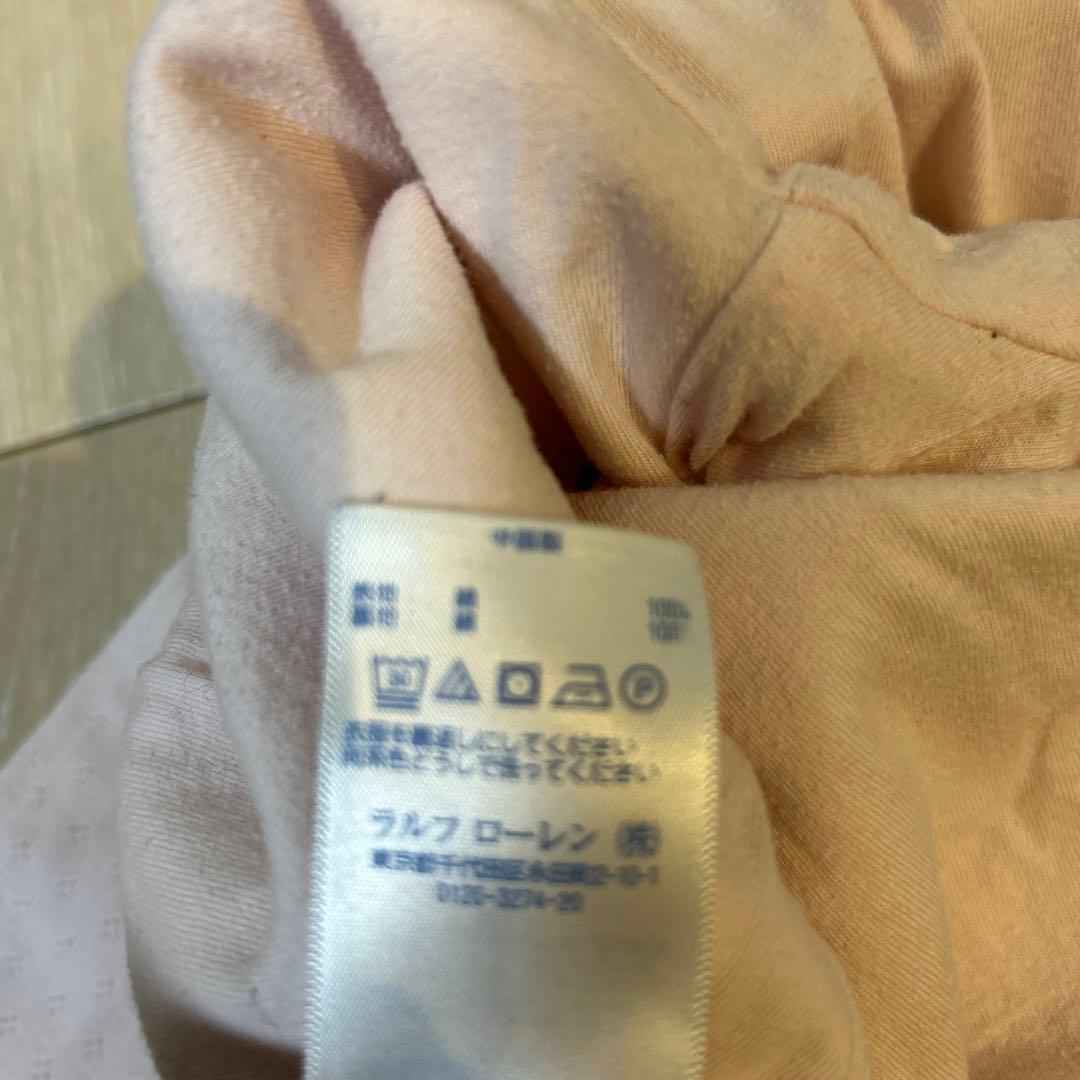 中国製
表地 綿 100%
裏地 綿 100%
30
P
衣服を裏返しにしてください
同系色どうしで洗ってください
ラルフ ローレン ㈱
東京都千代田区永田町2-10-1
0120-3274-20